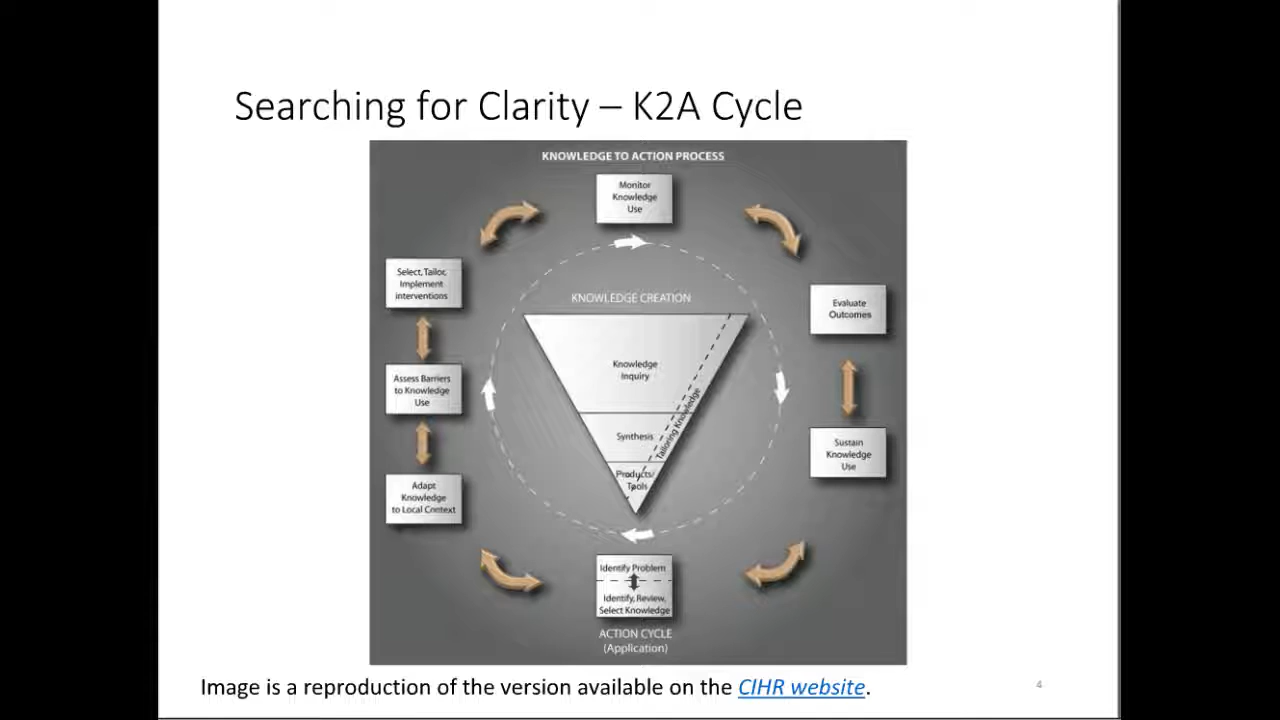 Searching for Clarity – K2A Cycle
KNOWLEDGE TO ACTION PROCESS
Monitor
Knowledge
Use
Select, Tailor,
Implement
interventions
KNOWLEDGE CREATION
Evaluate
Outcomes
Knowledge
Inquiry
Assess Barriers
to Knowledge
Use
Tailoring Knowledge
Synthesis
Sustain
Knowledge
Use
Products/
Tools
Adapt
Knowledge
to Local Context
Identify Problem
Identify, Review,
Select Knowledge
ACTION CYCLE
(Application)
Image is a reproduction of the version available on the CIHR website.
4